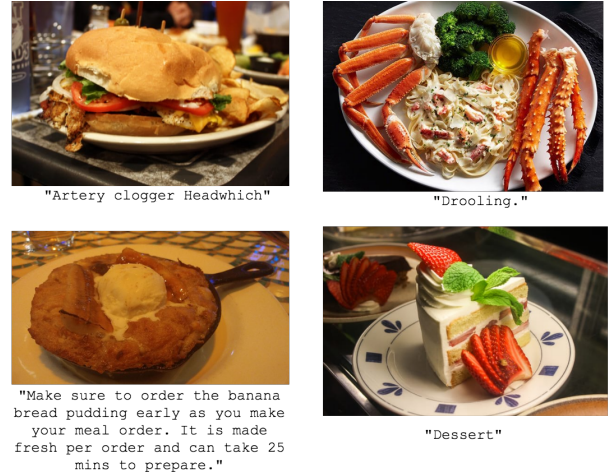 "Artery clogger Headwhich"
"Drooling."
"Make sure to order the banana
bread pudding early as you make
your meal order. It is made
fresh per order and can take 25
mins to prepare."
"Dessert"